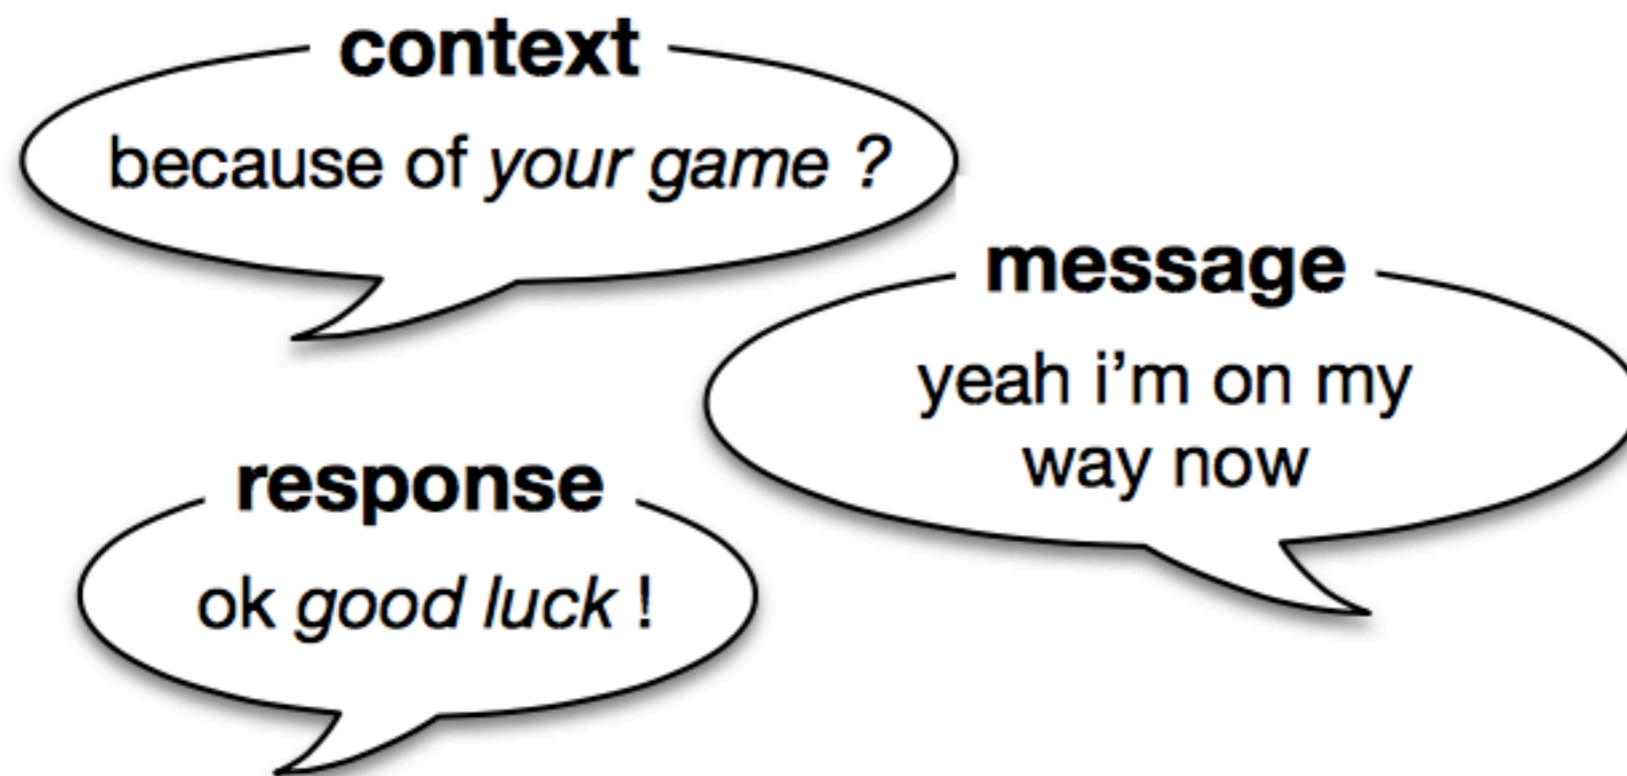 context
because of your game ?
message
yeah i’m on my
way now
response
ok good luck !